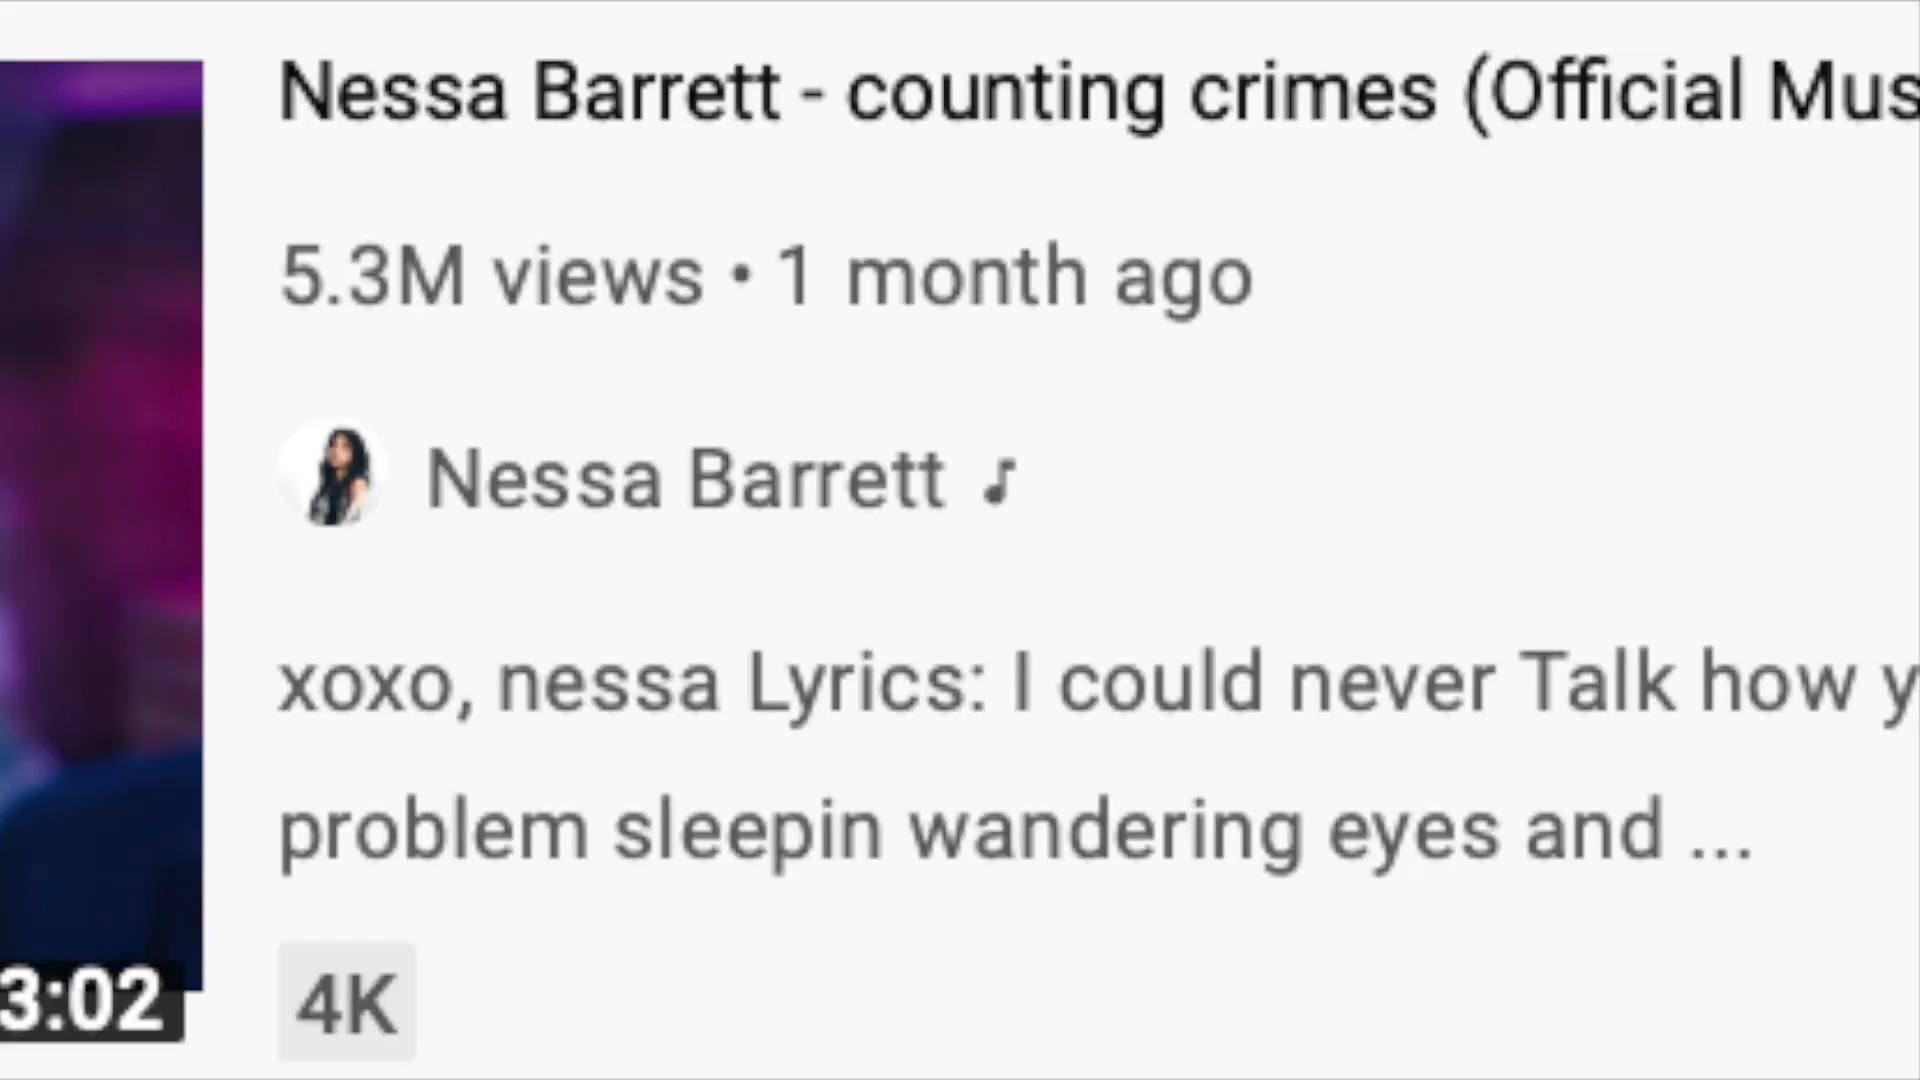 Nessa Barrett - counting crimes (Official Mus
5.3M views • 1 month ago
Nessa Barrett
xoxo, nessa Lyrics: I could never Talk how y
problem sleepin wandering eyes and ...
3:02
4K